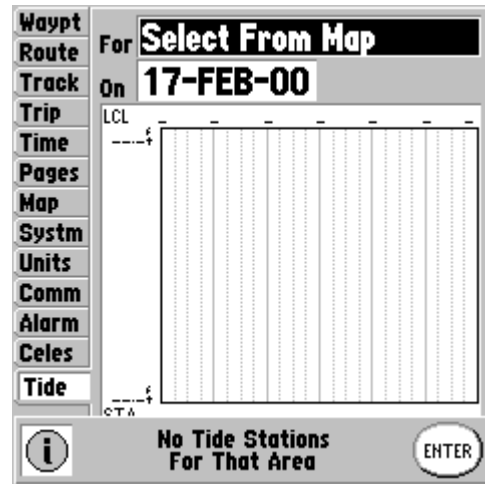 Waypt
Route
Track
Trip
Time
Pages
Map
Systm
Units
Comm
Alarm
Celes
Tide
For Select From Map
On 17-FEB-00
LCL
STA
No Tide Stations
For That Area
ENTER